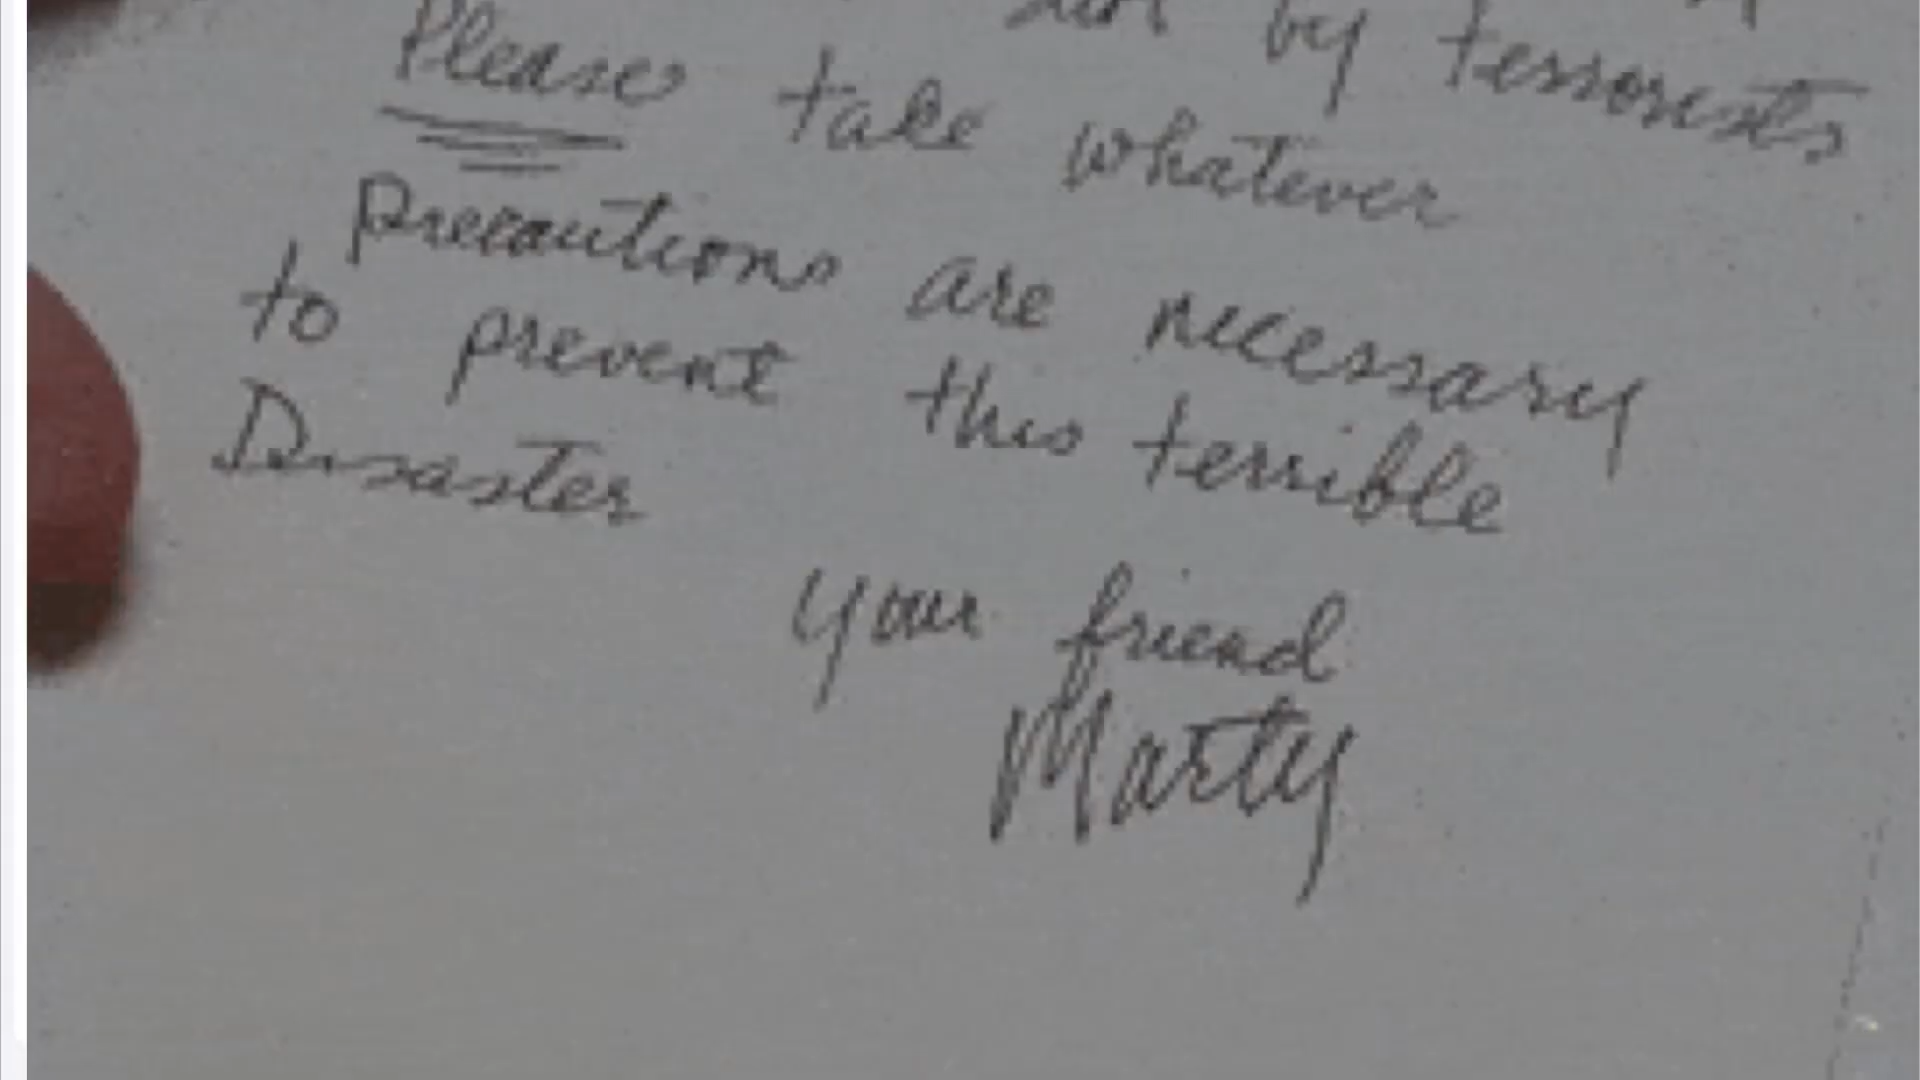 by terrorists
Please take whatever
precautions are necessary
to prevent this terrible
Disaster
your friend
Marty